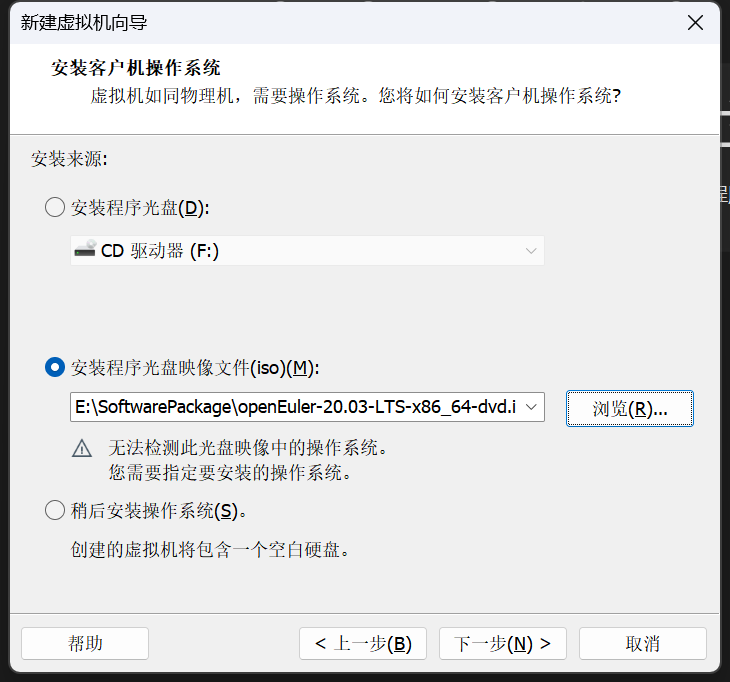 新建虚拟机向导
安装客户机操作系统
虚拟机如同物理机，需要操作系统。您将如何安装客户机操作系统?
安装来源:
安装程序光盘(D):
CD 驱动器 (F:)
安装程序光盘映像文件(iso)(M):
E:\SoftwarePackage\openEuler-20.03-LTS-x86_64-dvd.i
浏览(R)...
无法检测此光盘映像中的操作系统。
您需要指定要安装的操作系统。
稍后安装操作系统(S)。
创建的虚拟机将包含一个空白硬盘。
帮助
< 上一步(B)
下一步(N) >
取消